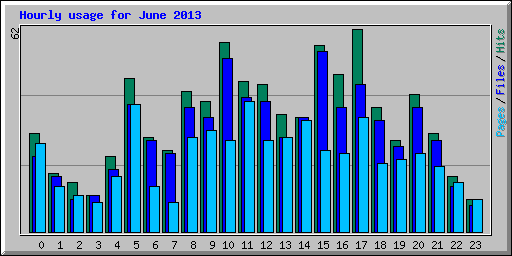 Hourly usage for June 2013
62
Pages/Files/Hits
0 1 2 3 4 5 6 7 8 9 10 11 12 13 14 15 16 17 18 19 20 21 22 23